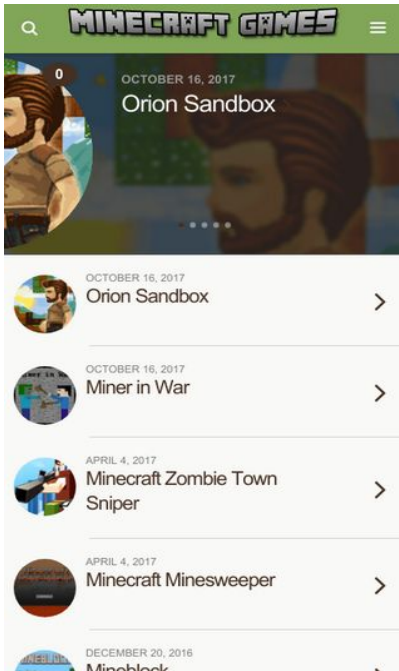 MINECRAFT GAMES
0
OCTOBER 16, 2017
Orion Sandbox
OCTOBER 16, 2017
Orion Sandbox
OCTOBER 16, 2017
Miner in War
APRIL 4, 2017
Minecraft Zombie Town
Sniper
APRIL 4, 2017
Minecraft Minesweeper
DECEMBER 20, 2016
Mineblock